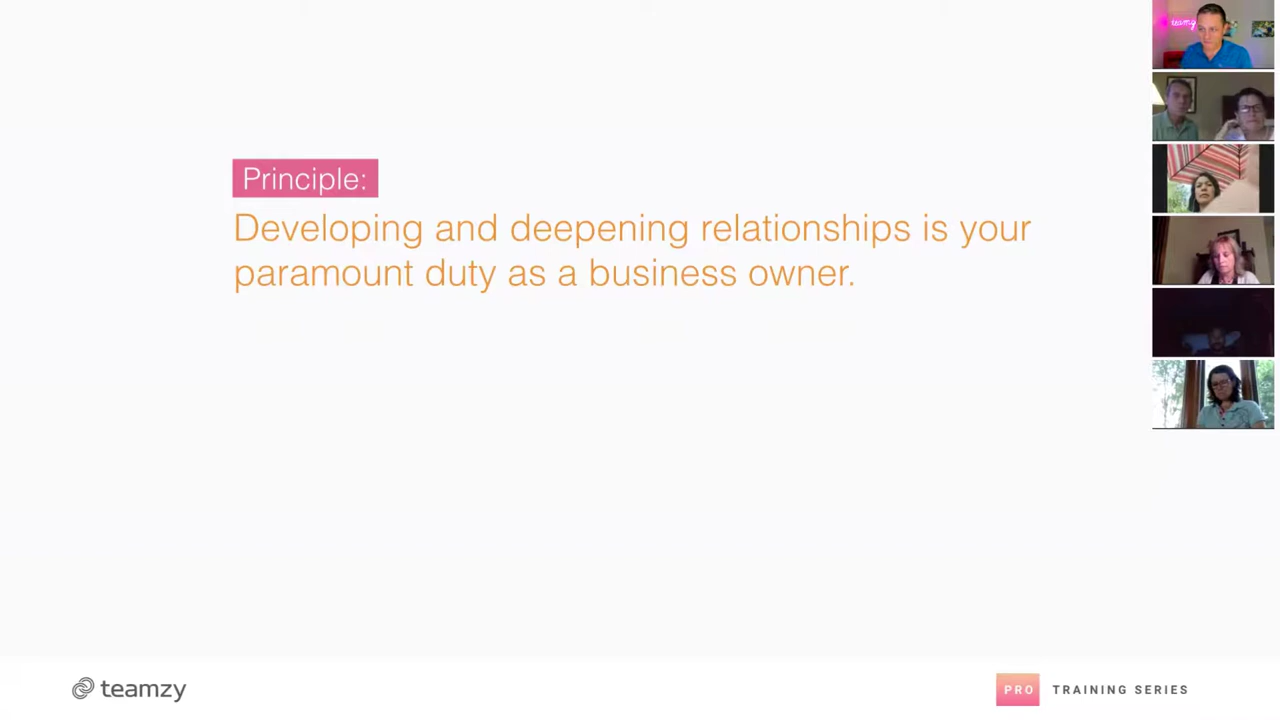 Principle:
Developing and deepening relationships is your
paramount duty as a business owner.
teamzy
PRO TRAINING SERIES